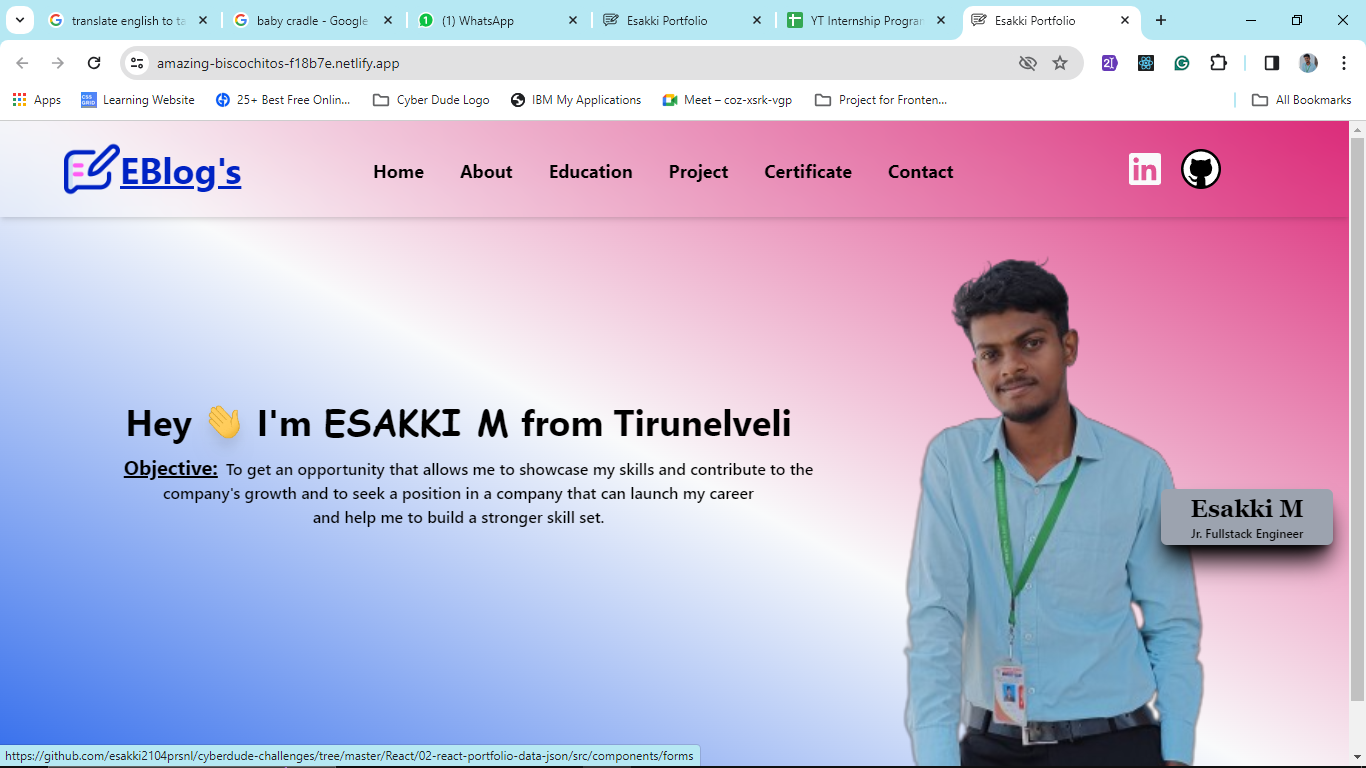 translate english to ta
baby cradle - Google
(1) WhatsApp
Esakki Portfolio
YT Internship Program
Esakki Portfolio
amazing-biscochitos-f18b7e.netlify.app
Apps
CSS GRID Learning Website
25+ Best Free Onlin...
Cyber Dude Logo
IBM My Applications
Meet – coz-xsrk-vgp
Project for Fronten...
All Bookmarks
EBlog's
Home About Education Project Certificate Contact
in
Hey 👋 I'm ESAKKI M from Tirunelveli
Objective: To get an opportunity that allows me to showcase my skills and contribute to the
company's growth and to seek a position in a company that can launch my career
and help me to build a stronger skill set.
Esakki M
Jr. Fullstack Engineer
https://github.com/esakki2104prsnl/cyberdude-challenges/tree/master/React/02-react-portfolio-data-json/src/components/forms